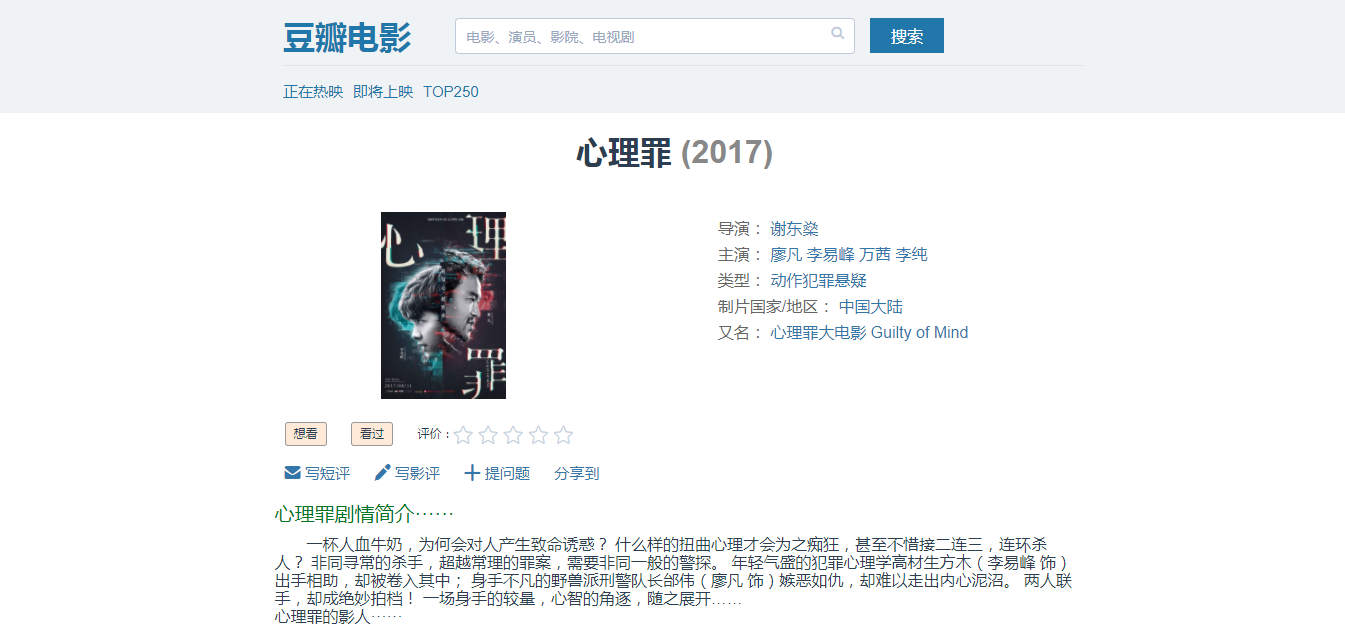 豆瓣电影
电影、演员、影院、电视剧
搜索
正在热映 即将上映 TOP250
心理罪 (2017)
心理
罪
导演： 谢东燊
主演： 廖凡 李易峰 万茜 李纯
类型： 动作犯罪悬疑
制片国家/地区： 中国大陆
又名： 心理罪大电影 Guilty of Mind
想看 看过 评价 :
写短评 写影评 提问题 分享到
心理罪剧情简介······
一杯人血牛奶，为何会对人产生致命诱惑？ 什么样的扭曲心理才会为之痴狂，甚至不惜接二连三，连环杀
人？ 非同寻常的杀手，超越常理的罪案，需要非同一般的警探。 年轻气盛的犯罪心理学高材生方木（李易峰 饰）
出手相助，却被卷入其中； 身手不凡的野兽派刑警队长邰伟（廖凡 饰）嫉恶如仇，却难以走出内心泥沼。 两人联
手，却成绝妙拍档！ 一场身手的较量，心智的角逐，随之展开……
心理罪的影人······